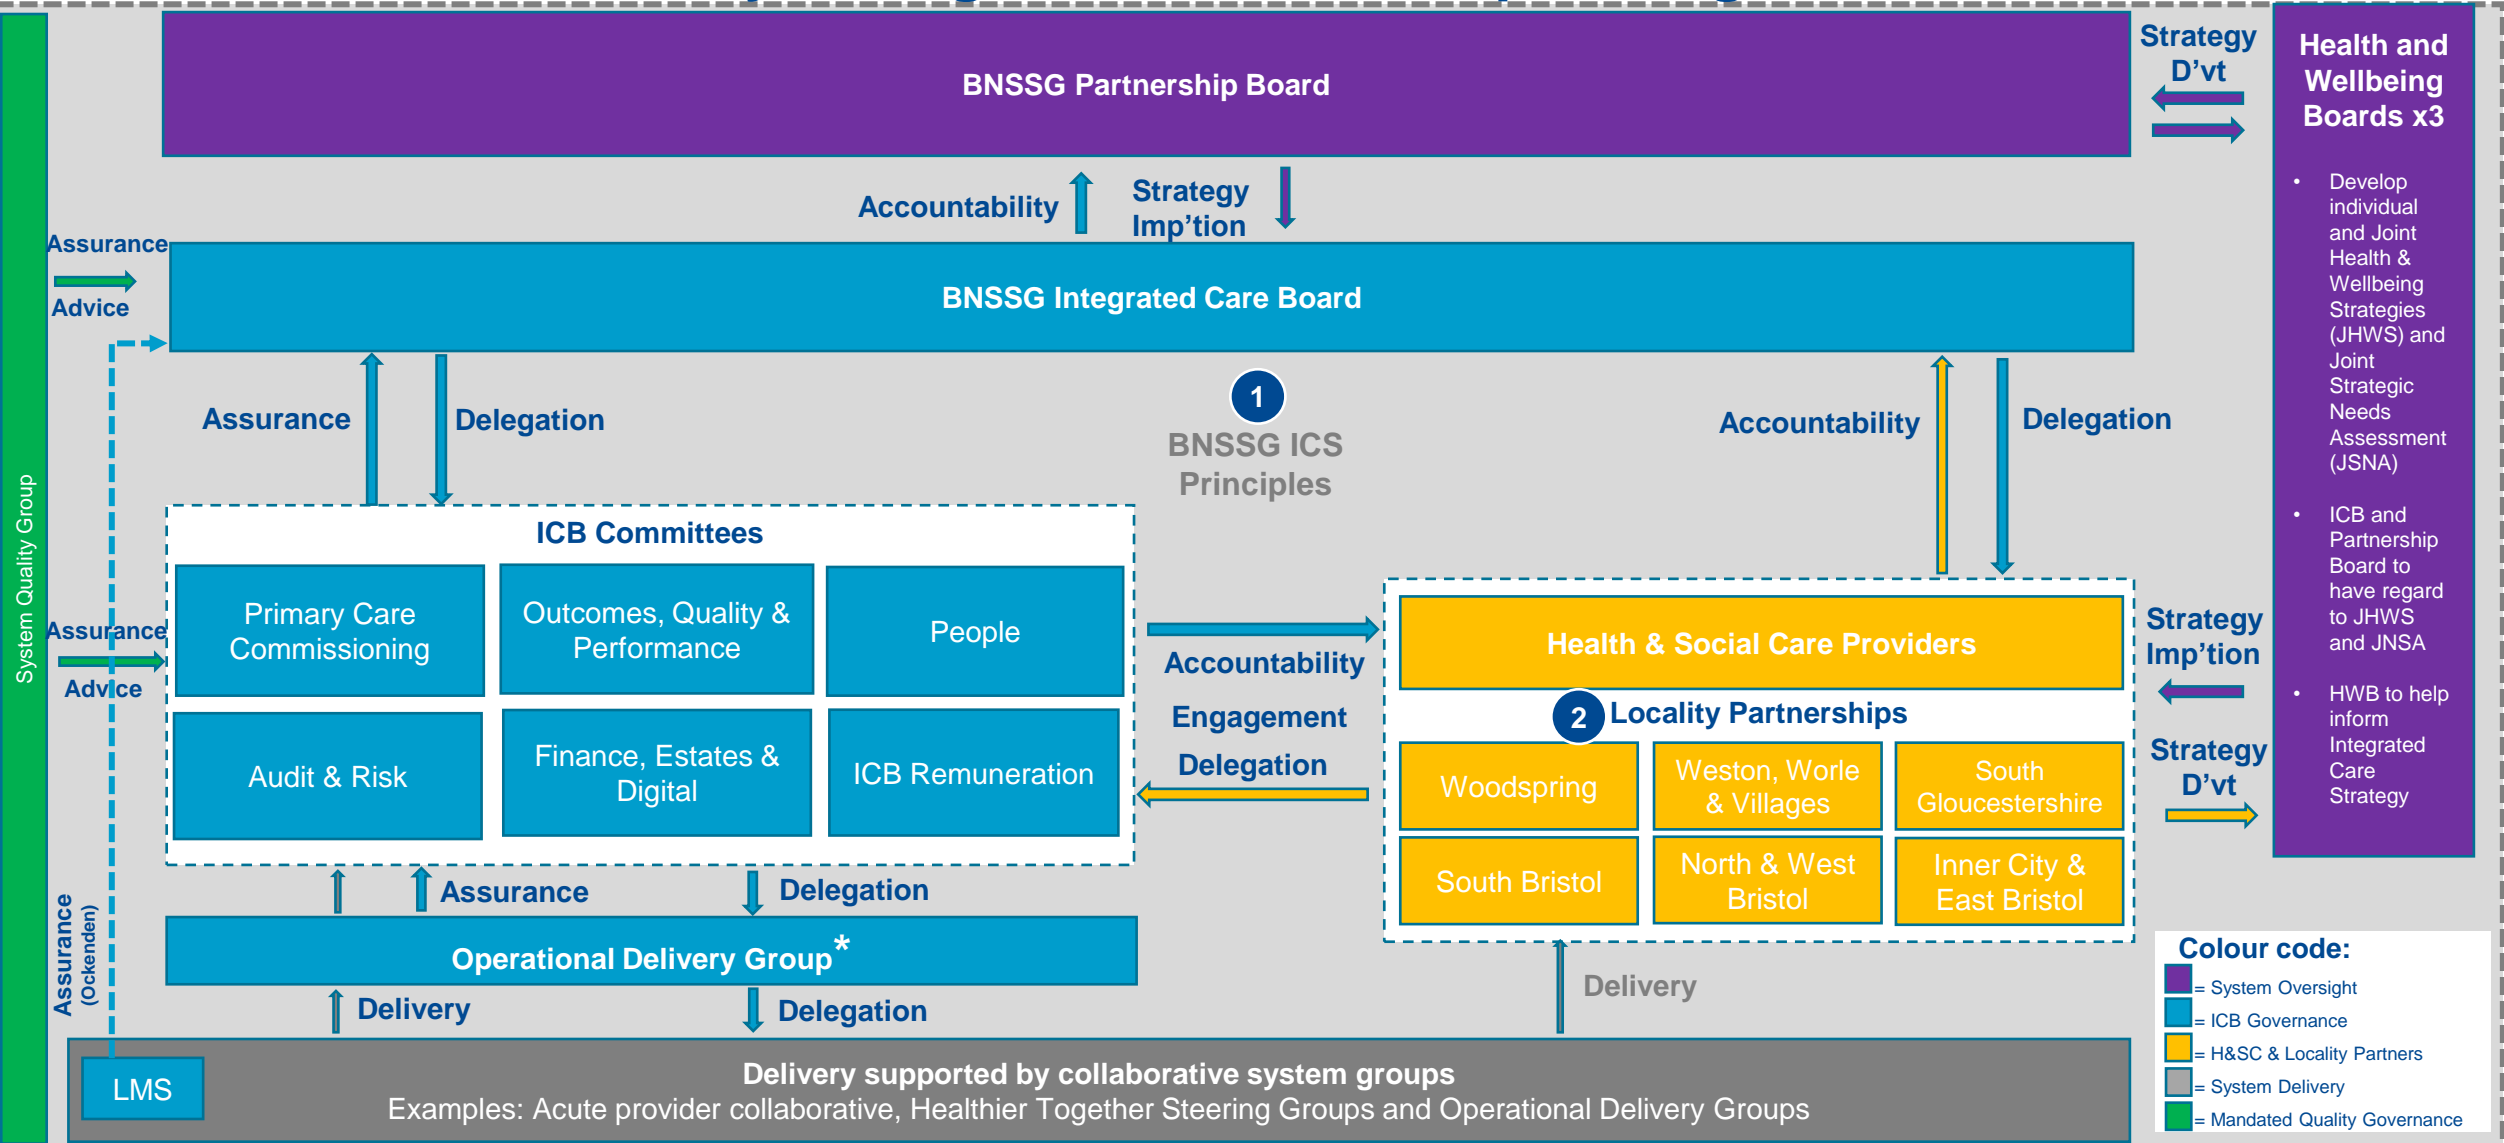 BNSSG Partnership Board
Strategy
D'vt
Health and
Wellbeing
Boards x3
• Develop
individual
and Joint
Health &
Wellbeing
Strategies
(JHWS) and
Joint
Strategic
Needs
Assessment
(JSNA)
• ICB and
Partnership
Board to
have regard
to JHWS
and JNSA
• HWB to help
inform
Integrated
Care
Strategy
Accountability
Strategy
Imp'tion
Assurance
Advice
BNSSG Integrated Care Board
Assurance
Delegation
1
BNSSG ICS
Principles
Accountability
Delegation
System Quality Group
ICB Committees
Primary Care
Commissioning
Outcomes, Quality &
Performance
People
Audit & Risk
Finance, Estates &
Digital
ICB Remuneration
Assurance
Advice
Accountability
Engagement
Delegation
Health & Social Care Providers
2 Locality Partnerships
Woodspring
Weston, Worle
& Villages
South
Gloucestershire
South Bristol
North & West
Bristol
Inner City &
East Bristol
Strategy
Imp'tion
Strategy
D'vt
Assurance
Delegation
Assurance
(Ockenden)
Operational Delivery Group*
Delivery
Delegation
Delivery
LMS
Delivery supported by collaborative system groups
Examples: Acute provider collaborative, Healthier Together Steering Groups and Operational Delivery Groups
Colour code:
= System Oversight
= ICB Governance
= H&SC & Locality Partners
= System Delivery
= Mandated Quality Governance